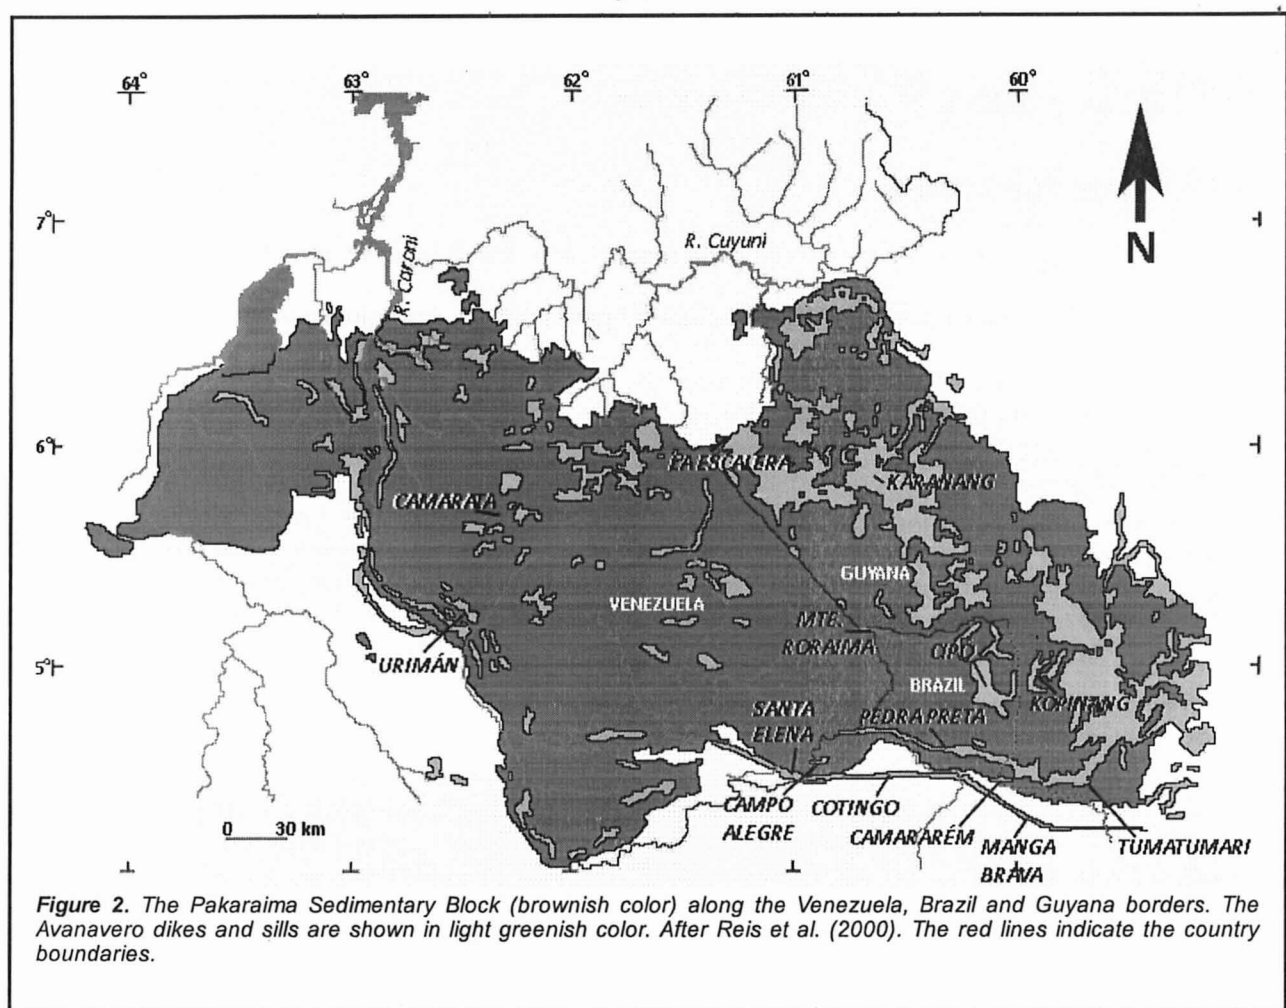 64°
63°
62°
61°
60°
7°
6°
5°
N
R. Caroni
R. Cuyuni
LA ESCALERA
KARANANG
CAMARATA
GUYANA
VENEZUELA
MTE.
RORAIMA
CIPÓ
URIMÁN
BRAZIL
KOPINANG
SANTA
ELENA
PEDRA PRETA
CAMPO
ALEGRE
COTINGO
CAMARARÉM
MANGA
BRAVA
TUMATUMARI
0 30 km
Figure 2. The Pakaraima Sedimentary Block (brownish color) along the Venezuela, Brazil and Guyana borders. The
Avanavero dikes and sills are shown in light greenish color. After Reis et al. (2000). The red lines indicate the country
boundaries.